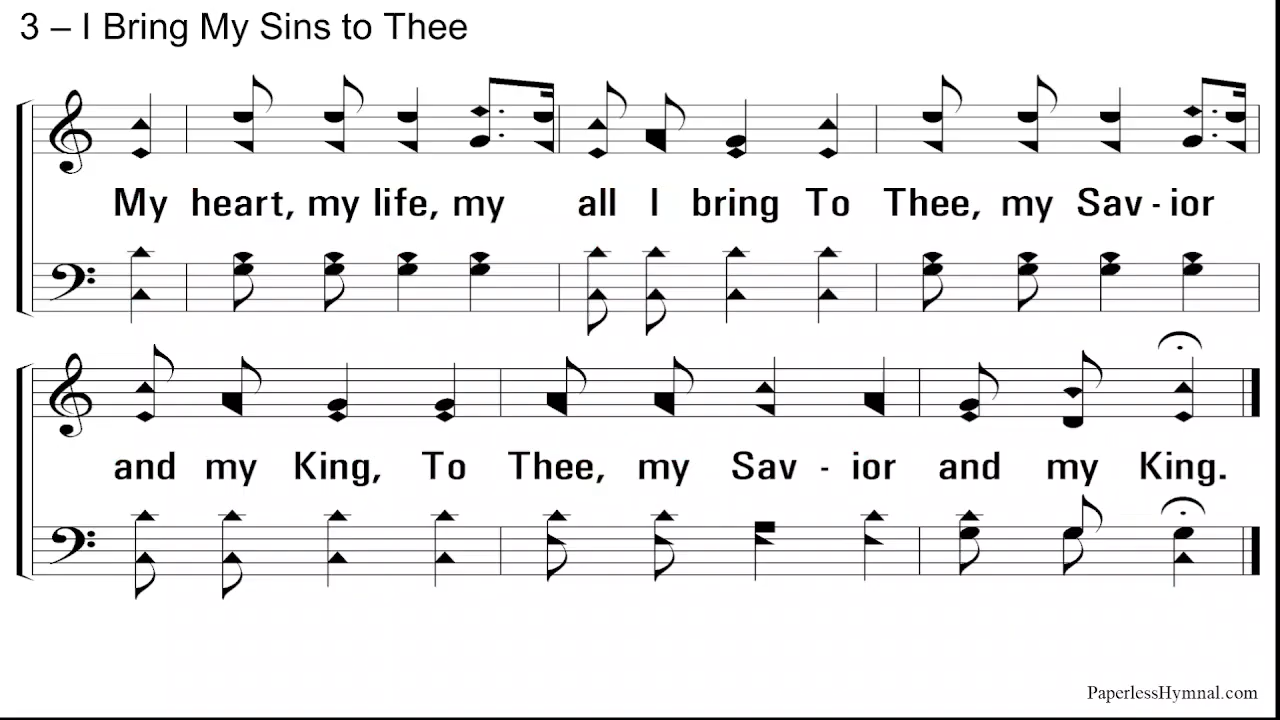 3 – I Bring My Sins to Thee
My heart, my life, my all I bring To Thee, my Sav - ior
and my King, To Thee, my Sav - ior and my King.
PaperlessHymnal.com